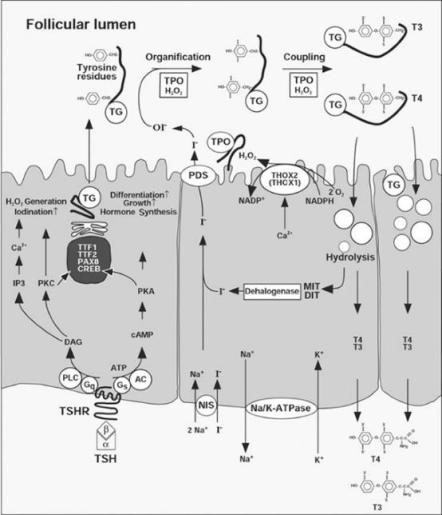 Follicular lumen
Tyrosine
residues
TG
Organification
TPO
H₂O₂
TG
Coupling
TPO
H₂O₂
TG
T3
TG
T4
OI⁻
I⁻
TPO
H₂O₂
PDS
THOX2
(THOX1)
2 O₂
NADP⁺
NADPH
Ca²⁺
TG
TG
H₂O₂ Generation
Iodination↑
Differentiation↑
Growth↑
Hormone Synthesis
TTF1
TTF2
PAX8
CREB
Ca²⁺
IP3
PKC
PKA
DAG
cAMP
ATP
PLC
Gq
Gs
AC
TSHR
β
α
TSH
I⁻
I⁻
Dehalogenase
MIT
DIT
Hydrolysis
T4
T3
T4
T3
Na⁺
I⁻
NIS
2 Na⁺
I⁻
Na⁺
K⁺
Na/K-ATPase
Na⁺
K⁺
T4
T3